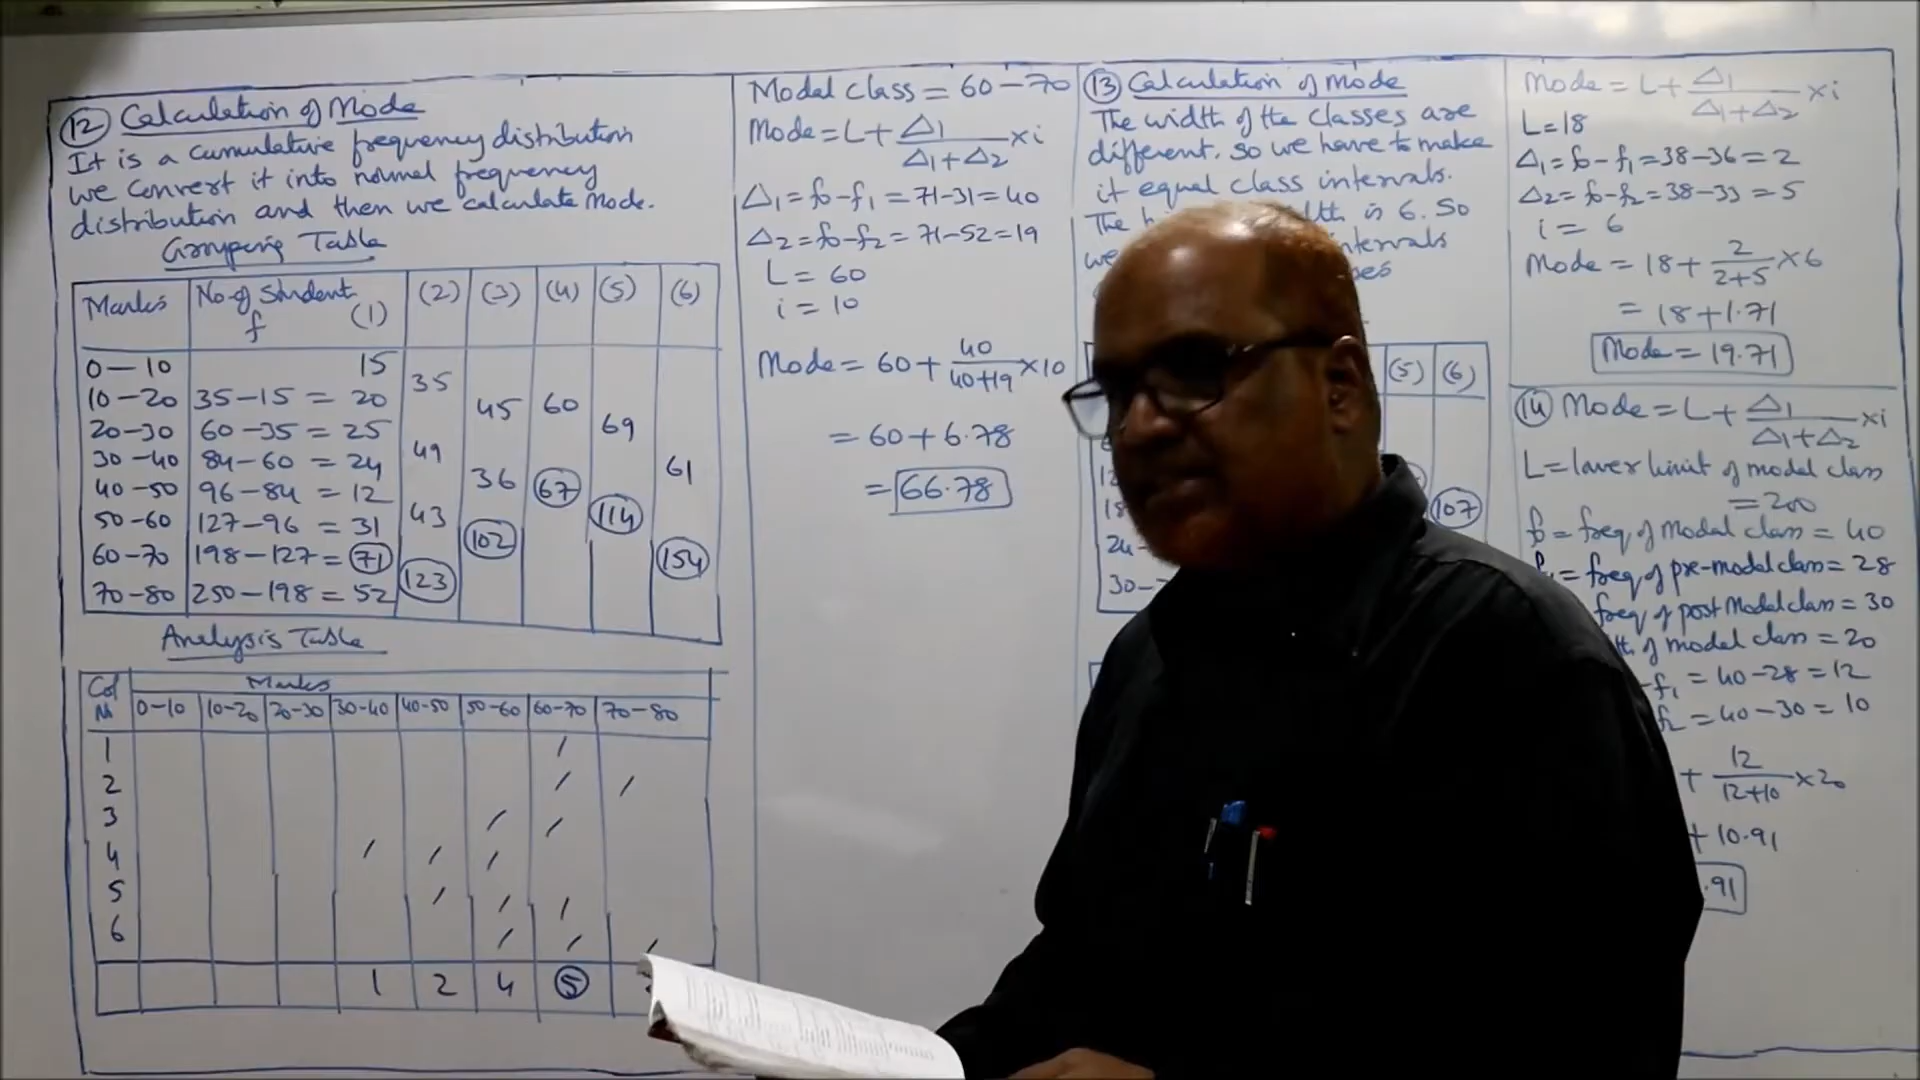 (12) Calculation of Mode
It is a cumulative frequency distribution
we convert it into normal frequency
distribution and then we calculate mode.
Grouping Table
Marks No. of Student f (1) (2) (3) (4) (5) (6)
0-10 15
10-20 35-15 = 20
20-30 60-35 = 25
30-40 84-60 = 24
40-50 96-84 = 12
50-60 127-96 = 31
60-70 198-127 = 71
70-80 250-198 = 52
35
49
43
123
45
36
102
60
67
69
114
61
154
Analysis Table
Col N Marks
0-10 10-20 20-30 30-40 40-50 50-60 60-70 70-80
1 /
2 / /
3 / /
4 / / /
5 / / /
6 / / /
1 2 4 5
Modal class = 60-70
Mode = L + Δ1/Δ1+Δ2 × i
Δ1 = f0-f1 = 71-31 = 40
Δ2 = f0-f2 = 71-52 = 19
L = 60
i = 10
Mode = 60 + 40/40+19 × 10
= 60 + 6.78
= 66.78
(13) Calculation of mode
The width of the classes are
different. So we have to make
it equal class intervals.
The is 6. So
we intervals
(5) (6)
12
18 107
24-
30-
Mode = L + Δ1/Δ1+Δ2 × i
L = 18
Δ1 = f0-f1 = 38-36 = 2
Δ2 = f0-f2 = 38-33 = 5
i = 6
Mode = 18 + 2/2+5 × 6
= 18 + 1.71
Mode = 19.71
(14) Mode = L + Δ1/Δ1+Δ2 × i
L = lower limit of modal class
= 200
f0 = freq of modal class = 40
= freq of pre-modal class = 28
freq of post Modal class = 30
of modal class = 20
f1 = 40-28 = 12
f2 = 40-30 = 10
+ 12/12+10 × 20
+ 10.91
.91